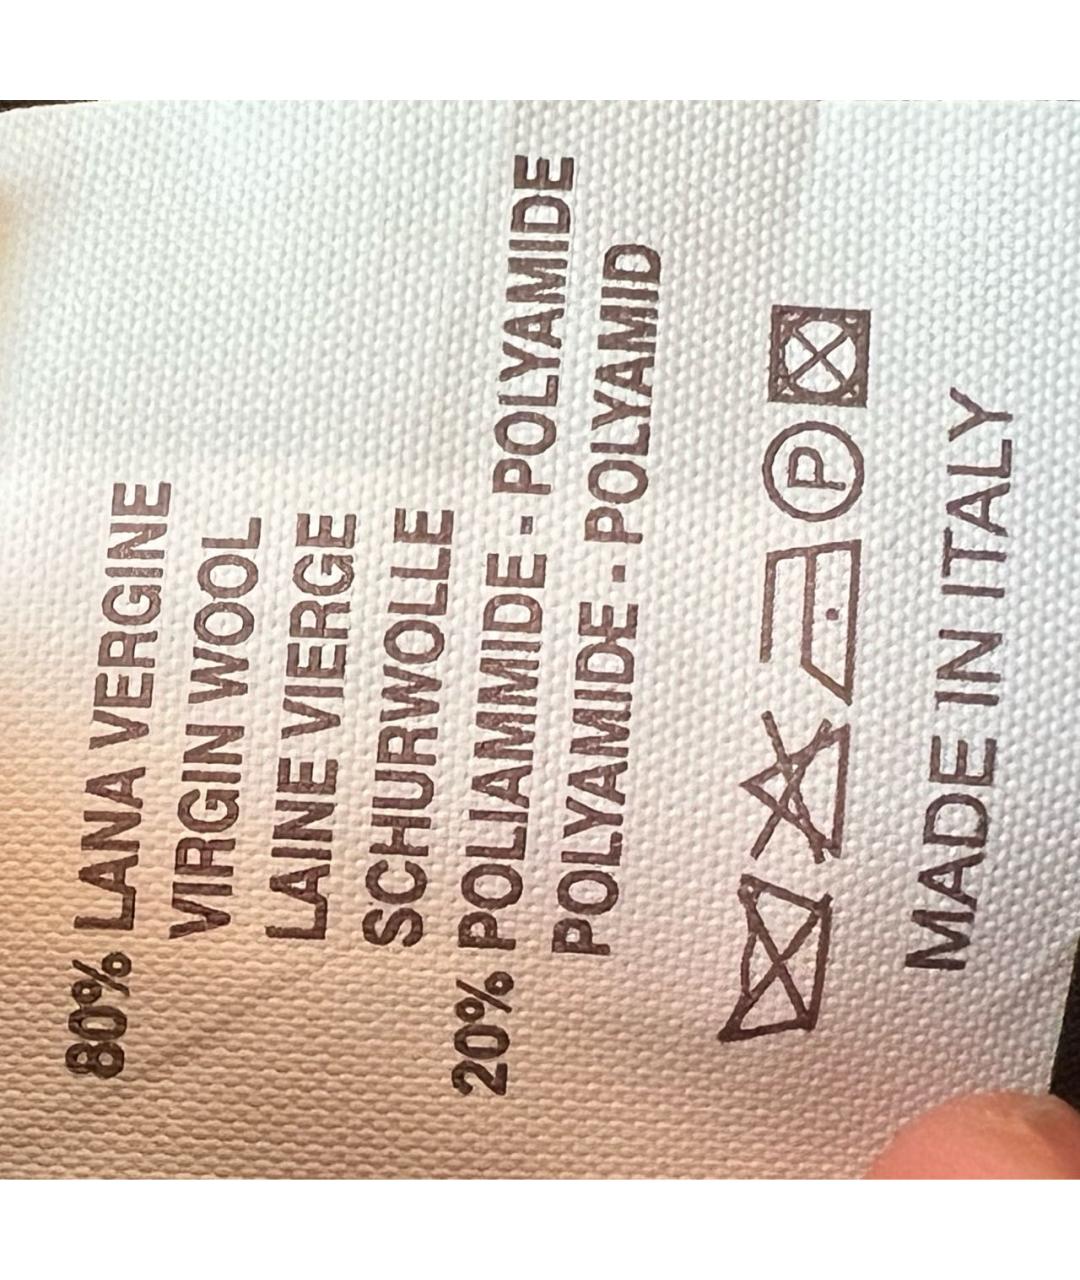 80% LANA VERGINE
VIRGIN WOOL
LAINE VIERGE
SCHURWOLLE
20% POLIAMMIDE - POLYAMIDE
POLYAMIDE - POLYAMID
P
MADE IN ITALY